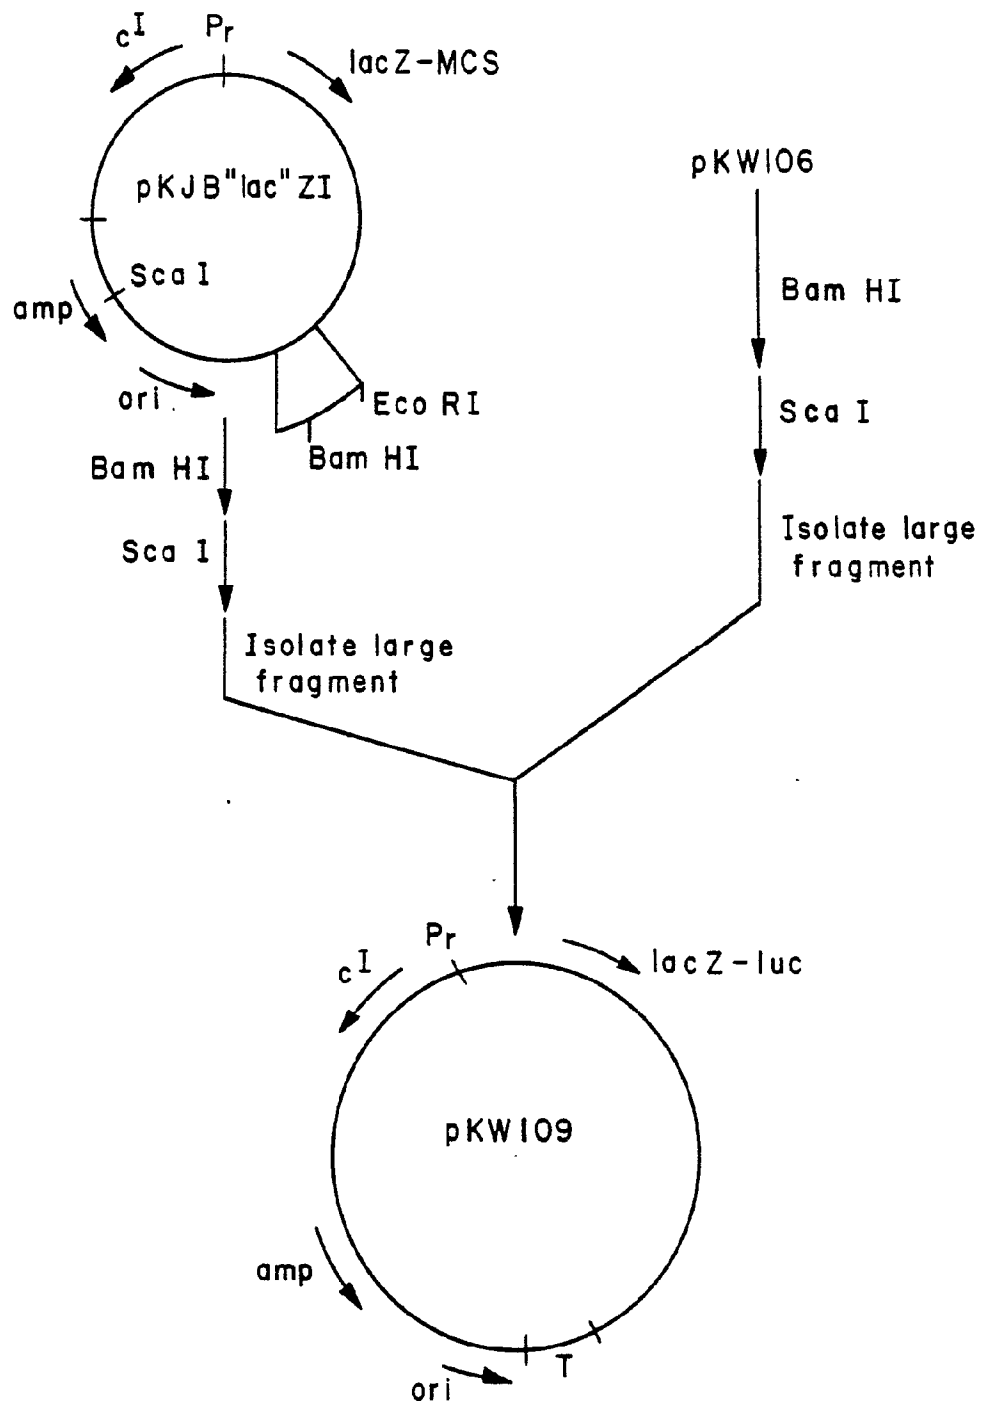 cI
Pr
lacZ-MCS
pKJB"lac"ZI
pKW106
Sca I
Bam HI
amp
ori
Eco RI
Bam HI
Sca I
Bam HI
Sca I
Isolate large
fragment
Isolate large
fragment
Pr
cI
lacZ-luc
pKW109
amp
T
ori